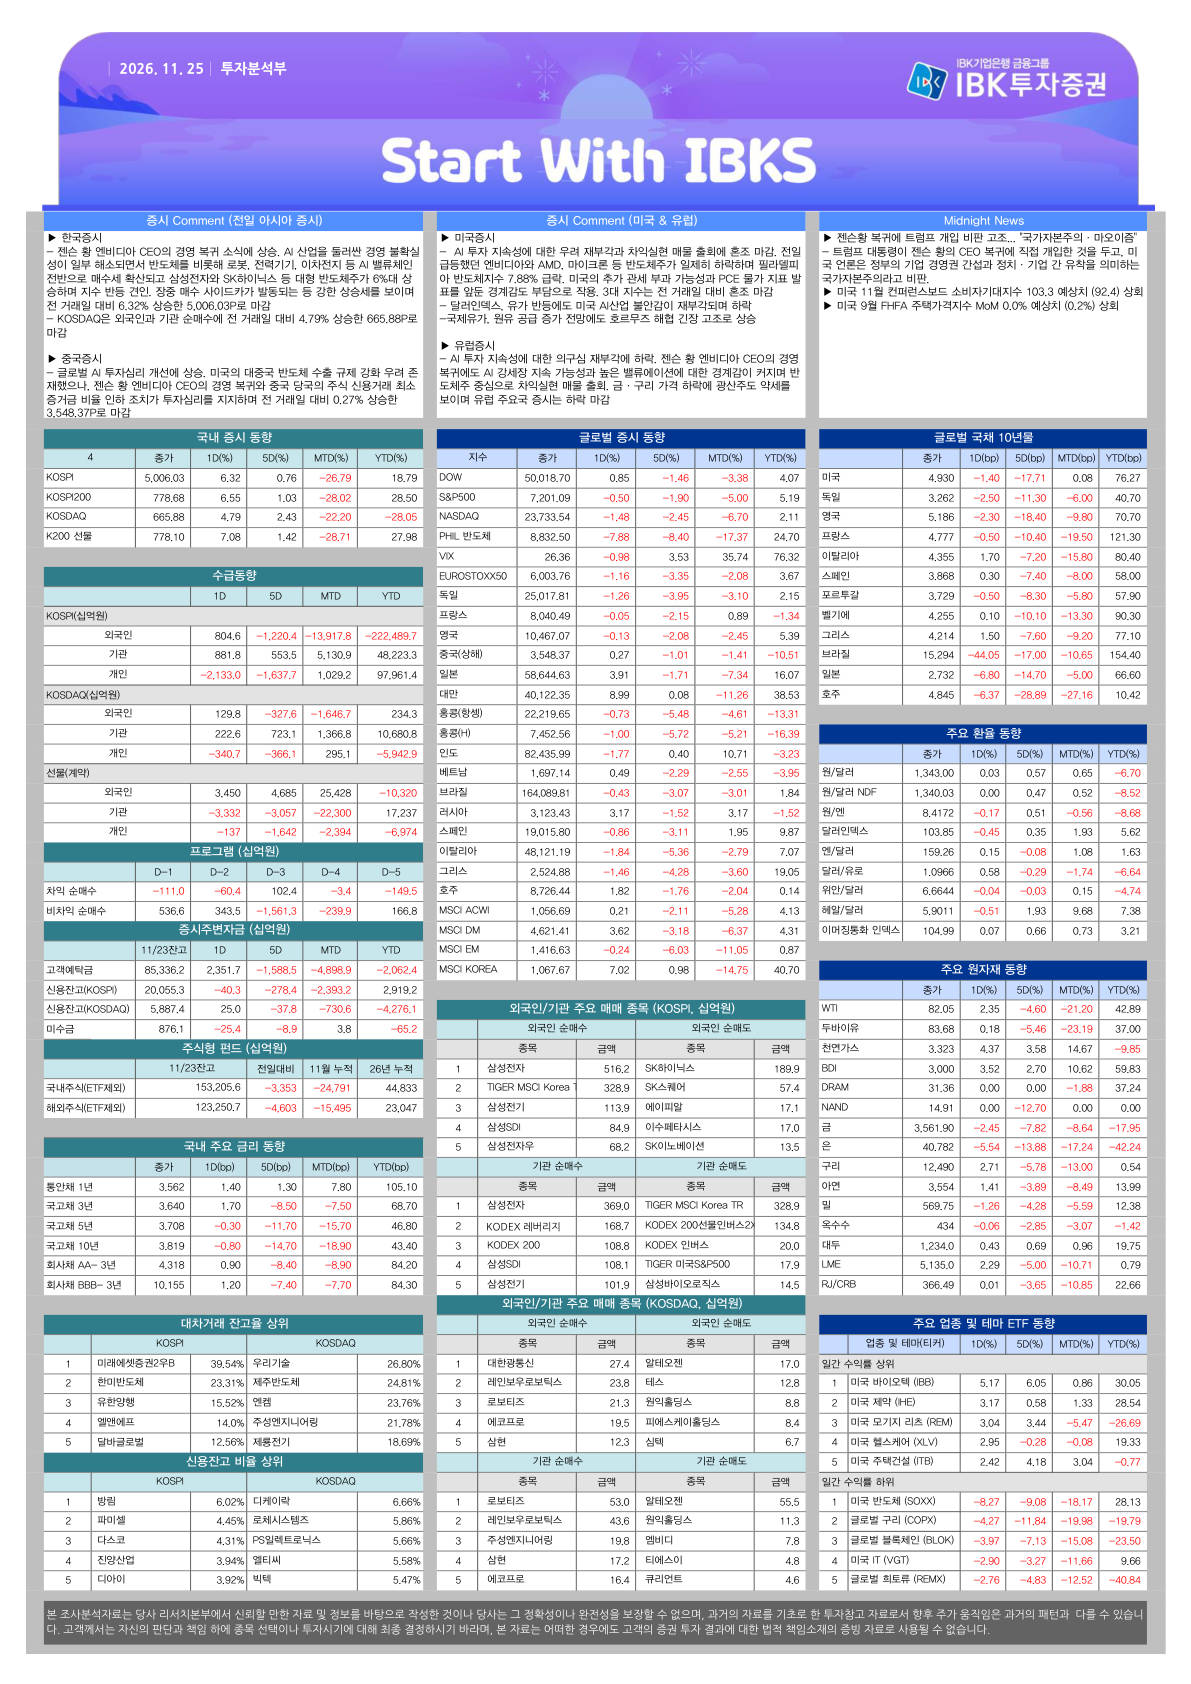 2026. 11. 25 투자분석부
IBK기업은행 금융그룹
IBK투자증권
Start With IBKS
증시 Comment (전일 아시아 증시)
▶ 한국증시
- 젠슨 황 엔비디아 CEO의 경영 복귀 소식에 상승. AI 산업을 둘러싼 경영 불확실
성이 일부 해소되면서 반도체를 비롯해 로봇, 전력기기, 이차전지 등 AI 밸류체인
전반으로 매수세 확산되고 삼성전자와 SK하이닉스 등 대형 반도체주가 6%대 상
승하며 지수 반등 견인. 장중 매수 사이드카가 발동되는 등 강한 상승세를 보이며
전 거래일 대비 6.32% 상승한 5,006.03P로 마감
- KOSDAQ은 외국인과 기관 순매수에 전 거래일 대비 4.79% 상승한 665.88P로
마감
▶ 중국증시
- 글로벌 AI 투자심리 개선에 상승. 미국의 대중국 반도체 수출 규제 강화 우려 존
재했으나, 젠슨 황 엔비디아 CEO의 경영 복귀와 중국 당국의 주식 신용거래 최소
증거금 비율 인하 조치가 투자심리를 지지하며 전 거래일 대비 0.27% 상승한
3,548.37P로 마감
증시 Comment (미국 & 유럽)
▶ 미국증시
- AI 투자 지속성에 대한 우려 재부각과 차익실현 매물 출회에 혼조 마감. 전일
급등했던 엔비디아와 AMD, 마이크론 등 반도체주가 일제히 하락하며 필라델피
아 반도체지수 7.88% 급락. 미국의 추가 관세 부과 가능성과 PCE 물가 지표 발
표를 앞둔 경계감도 부담으로 작용. 3대 지수는 전 거래일 대비 혼조 마감
- 달러인덱스, 유가 반등에도 미국 AI산업 불안감이 재부각되며 하락
-국제유가, 원유 공급 증가 전망에도 호르무즈 해협 긴장 고조로 상승
▶ 유럽증시
- AI 투자 지속성에 대한 의구심 재부각에 하락. 젠슨 황 엔비디아 CEO의 경영
복귀에도 AI 강세장 지속 가능성과 높은 밸류에이션에 대한 경계감이 커지며 반
도체주 중심으로 차익실현 매물 출회. 금·구리 가격 하락에 광산주도 약세를
보이며 유럽 주요국 증시는 하락 마감
Midnight News
▶ 젠슨황 복귀에 트럼프 개입 비판 고조... "국가자본주의·마오이즘"
- 트럼프 대통령이 젠슨 황의 CEO 복귀에 직접 개입한 것을 두고, 미
국 언론은 정부의 기업 경영권 간섭과 정치·기업 간 유착을 의미하는
국가자본주의라고 비판.
▶ 미국 11월 컨퍼런스보드 소비자기대지수 103.3 예상치 (92.4) 상회
▶ 미국 9월 FHFA 주택가격지수 MoM 0.0% 예상치 (0.2%) 상회
국내 증시 동향
4 종가 1D(%) 5D(%) MTD(%) YTD(%)
KOSPI 5,006.03 6.32 0.76 -26.79 18.79
KOSPI200 778.68 6.55 1.03 -28.02 28.50
KOSDAQ 665.88 4.79 2.43 -22.20 -28.05
K200 선물 778.10 7.08 1.42 -28.71 27.98
수급동향
1D 5D MTD YTD
KOSPI(십억원)
외국인 804.6 -1,220.4 -13,917.8 -222,489.7
기관 881.8 553.5 5,130.9 48,223.3
개인 -2,133.0 -1,637.7 1,029.2 97,961.4
KOSDAQ(십억원)
외국인 129.8 -327.6 -1,646.7 234.3
기관 222.6 723.1 1,366.8 10,680.8
개인 -340.7 -366.1 295.1 -5,942.9
선물(계약)
외국인 3,450 4,685 25,428 -10,320
기관 -3,332 -3,057 -22,300 17,237
개인 -137 -1,642 -2,394 -6,974
프로그램 (십억원)
D-1 D-2 D-3 D-4 D-5
차익 순매수 -111.0 -60.4 102.4 -3.4 -149.5
비차익 순매수 536.6 343.5 -1,561.3 -239.9 166.8
증시주변자금 (십억원)
11/23잔고 1D 5D MTD YTD
고객예탁금 85,336.2 2,351.7 -1,588.5 -4,898.9 -2,062.4
신용잔고(KOSPI) 20,055.3 -40.3 -278.4 -2,393.2 2,919.2
신용잔고(KOSDAQ) 5,887.4 25.0 -37.8 -730.6 -4,276.1
미수금 876.1 -25.4 -8.9 3.8 -65.2
주식형 펀드 (십억원)
11/23잔고 전일대비 11월 누적 26년 누적
국내주식(ETF제외) 153,205.6 -3,353 -24,791 44,833
해외주식(ETF제외) 123,250.7 -4,603 -15,495 23,047
국내 주요 금리 동향
종가 1D(bp) 5D(bp) MTD(bp) YTD(bp)
통안채 1년 3.562 1.40 1.30 7.80 105.10
국고채 3년 3.640 1.70 -8.50 -7.50 68.70
국고채 5년 3.708 -0.30 -11.70 -15.70 46.80
국고채 10년 3.819 -0.80 -14.70 -18.90 43.40
회사채 AA- 3년 4.318 0.90 -8.40 -8.90 84.20
회사채 BBB- 3년 10.155 1.20 -7.40 -7.70 84.30
대차거래 잔고율 상위
KOSPI KOSDAQ
1 미래에셋증권2우B 39.54% 우리기술 26.80%
2 한미반도체 23.31% 제주반도체 24.81%
3 유한양행 15.52% 엔켐 23.76%
4 엘앤에프 14.0% 주성엔지니어링 21.78%
5 달바글로벌 12.56% 제룡전기 18.69%
신용잔고 비율 상위
KOSPI KOSDAQ
1 방림 6.02% 디케이락 6.66%
2 파미셀 4.45% 로체시스템즈 5.86%
3 다스코 4.31% PS일렉트로닉스 5.66%
4 진양산업 3.94% 엘티씨 5.58%
5 디아이 3.92% 빅텍 5.47%
글로벌 증시 동향
지수 종가 1D(%) 5D(%) MTD(%) YTD(%)
DOW 50,018.70 0.85 -1.46 -3.38 4.07
S&P500 7,201.09 -0.50 -1.90 -5.00 5.19
NASDAQ 23,733.54 -1.48 -2.45 -6.70 2.11
PHIL 반도체 8,832.50 -7.88 -8.40 -17.37 24.70
VIX 26.36 -0.98 3.53 35.74 76.32
EUROSTOXX50 6,003.76 -1.16 -3.35 -2.08 3.67
독일 25,017.81 -1.26 -3.95 -3.10 2.15
프랑스 8,040.49 -0.05 -2.15 0.89 -1.34
영국 10,467.07 -0.13 -2.08 -2.45 5.39
중국(상해) 3,548.37 0.27 -1.01 -1.41 -10.51
일본 58,644.63 3.91 -1.71 -7.34 16.07
대만 40,122.35 8.99 0.08 -11.26 38.53
홍콩(항셍) 22,219.65 -0.73 -5.48 -4.61 -13.31
홍콩(H) 7,452.56 -1.00 -5.72 -5.21 -16.39
인도 82,435.99 -1.77 0.40 10.71 -3.23
베트남 1,697.14 0.49 -2.29 -2.55 -3.95
브라질 164,089.81 -0.43 -3.07 -3.01 1.84
러시아 3,123.43 3.17 -1.52 3.17 -1.52
스페인 19,015.80 -0.86 -3.11 1.95 9.87
이탈리아 48,121.19 -1.84 -5.36 -2.79 7.07
그리스 2,524.88 -1.46 -4.28 -3.60 19.05
호주 8,726.44 1.82 -1.76 -2.04 0.14
MSCI ACWI 1,056.69 0.21 -2.11 -5.28 4.13
MSCI DM 4,621.41 3.62 -3.18 -6.37 4.31
MSCI EM 1,416.63 -0.24 -6.03 -11.05 0.87
MSCI KOREA 1,067.67 7.02 0.98 -14.75 40.70
외국인/기관 주요 매매 종목 (KOSPI, 십억원)
외국인 순매수 외국인 순매도
종목 금액 종목 금액
1 삼성전자 516.2 SK하이닉스 189.9
2 TIGER MSCI Korea T 328.9 SK스퀘어 57.4
3 삼성전기 113.9 에이피알 17.1
4 삼성SDI 84.9 이수페타시스 17.0
5 삼성전자우 68.2 SK이노베이션 13.5
기관 순매수 기관 순매도
종목 금액 종목 금액
1 삼성전자 369.0 TIGER MSCI Korea TR 328.9
2 KODEX 레버리지 168.7 KODEX 200선물인버스2X 134.8
3 KODEX 200 108.8 KODEX 인버스 20.0
4 삼성SDI 108.1 TIGER 미국S&P500 17.9
5 삼성전기 101.9 삼성바이오로직스 14.5
외국인/기관 주요 매매 종목 (KOSDAQ, 십억원)
외국인 순매수 외국인 순매도
종목 금액 종목 금액
1 대한광통신 27.4 알테오젠 17.0
2 레인보우로보틱스 23.8 테스 12.8
3 로보티즈 21.3 원익홀딩스 8.8
4 에코프로 19.5 피에스케이홀딩스 8.4
5 삼현 12.3 심텍 6.7
기관 순매수 기관 순매도
종목 금액 종목 금액
1 로보티즈 53.0 알테오젠 55.5
2 레인보우로보틱스 43.6 원익홀딩스 11.3
3 주성엔지니어링 19.8 엠비디 7.8
4 삼현 17.2 티에스이 4.8
5 에코프로 16.4 큐리언트 4.6
글로벌 국채 10년물
종가 1D(bp) 5D(bp) MTD(bp) YTD(bp)
미국 4.930 -1.40 -17.71 0.08 76.27
독일 3.262 -2.50 -11.30 -6.00 40.70
영국 5.186 -2.30 -18.40 -9.80 70.70
프랑스 4.777 -0.50 -10.40 -19.50 121.30
이탈리아 4.355 1.70 -7.20 -15.80 80.40
스페인 3.868 0.30 -7.40 -8.00 58.00
포르투갈 3.729 -0.50 -8.30 -5.80 57.90
벨기에 4.255 0.10 -10.10 -13.30 90.30
그리스 4.214 1.50 -7.60 -9.20 77.10
브라질 15.294 -44.05 -17.00 -10.65 154.40
일본 2.732 -6.80 -14.70 -5.00 66.60
호주 4.845 -6.37 -28.89 -27.16 10.42
주요 환율 동향
종가 1D(%) 5D(%) MTD(%) YTD(%)
원/달러 1,343.00 0.03 0.57 0.65 -6.70
원/달러 NDF 1,340.03 0.00 0.47 0.52 -8.52
원/엔 8.4172 -0.17 0.51 -0.56 -8.68
달러인덱스 103.85 -0.45 0.35 1.93 5.62
엔/달러 159.26 0.15 -0.08 1.08 1.63
달러/유로 1.0966 0.58 -0.29 -1.74 -6.64
위안/달러 6.6644 -0.04 -0.03 0.15 -4.74
헤알/달러 5.9011 -0.51 1.93 9.68 7.38
이머징통화 인덱스 104.99 0.07 0.66 0.73 3.21
주요 원자재 동향
종가 1D(%) 5D(%) MTD(%) YTD(%)
WTI 82.05 2.35 -4.60 -21.20 42.89
두바이유 83.68 0.18 -5.46 -23.19 37.00
천연가스 3.323 4.37 3.58 14.67 -9.85
BDI 3,000 3.52 2.70 10.62 59.83
DRAM 31.36 0.00 0.00 -1.88 37.24
NAND 14.91 0.00 -12.70 0.00 0.00
금 3,561.90 -2.45 -7.82 -8.64 -17.95
은 40.782 -5.54 -13.88 -17.24 -42.24
구리 12,490 2.71 -5.78 -13.00 0.54
아연 3,554 1.41 -3.89 -8.49 13.99
밀 569.75 -1.26 -4.28 -5.59 12.38
옥수수 434 -0.06 -2.85 -3.07 -1.42
대두 1,234.0 0.43 0.69 0.96 19.75
LME 5,135.0 2.29 -5.00 -10.71 0.79
RJ/CRB 366.49 0.01 -3.65 -10.85 22.66
주요 업종 및 테마 ETF 동향
업종 및 테마(티커) 1D(%) 5D(%) MTD(%) YTD(%)
일간 수익률 상위
1 미국 바이오텍 (IBB) 5.17 6.05 0.86 30.05
2 미국 제약 (IHE) 3.17 0.58 1.33 28.54
3 미국 모기지 리츠 (REM) 3.04 3.44 -5.47 -26.69
4 미국 헬스케어 (XLV) 2.95 -0.28 -0.08 19.33
5 미국 주택건설 (ITB) 2.42 4.18 3.04 -0.77
일간 수익률 하위
1 미국 반도체 (SOXX) -8.27 -9.08 -18.17 28.13
2 글로벌 구리 (COPX) -4.27 -11.84 -19.98 -19.79
3 글로벌 블록체인 (BLOK) -3.97 -7.13 -15.08 -23.50
4 미국 IT (VGT) -2.90 -3.27 -11.66 9.66
5 글로벌 희토류 (REMX) -2.76 -4.83 -12.52 -40.84
본 조사분석자료는 당사 리서치본부에서 신뢰할 만한 자료 및 정보를 바탕으로 작성한 것이나 당사는 그 정확성이나 완전성을 보장할 수 없으며, 과거의 자료를 기초로 한 투자참고 자료로서 향후 주가 움직임은 과거의 패턴과 다를 수 있습니
다. 고객께서는 자신의 판단과 책임 하에 종목 선택이나 투자시기에 대해 최종 결정하시기 바라며, 본 자료는 어떠한 경우에도 고객의 증권 투자 결과에 대한 법적 책임소재의 증빙 자료로 사용될 수 없습니다.